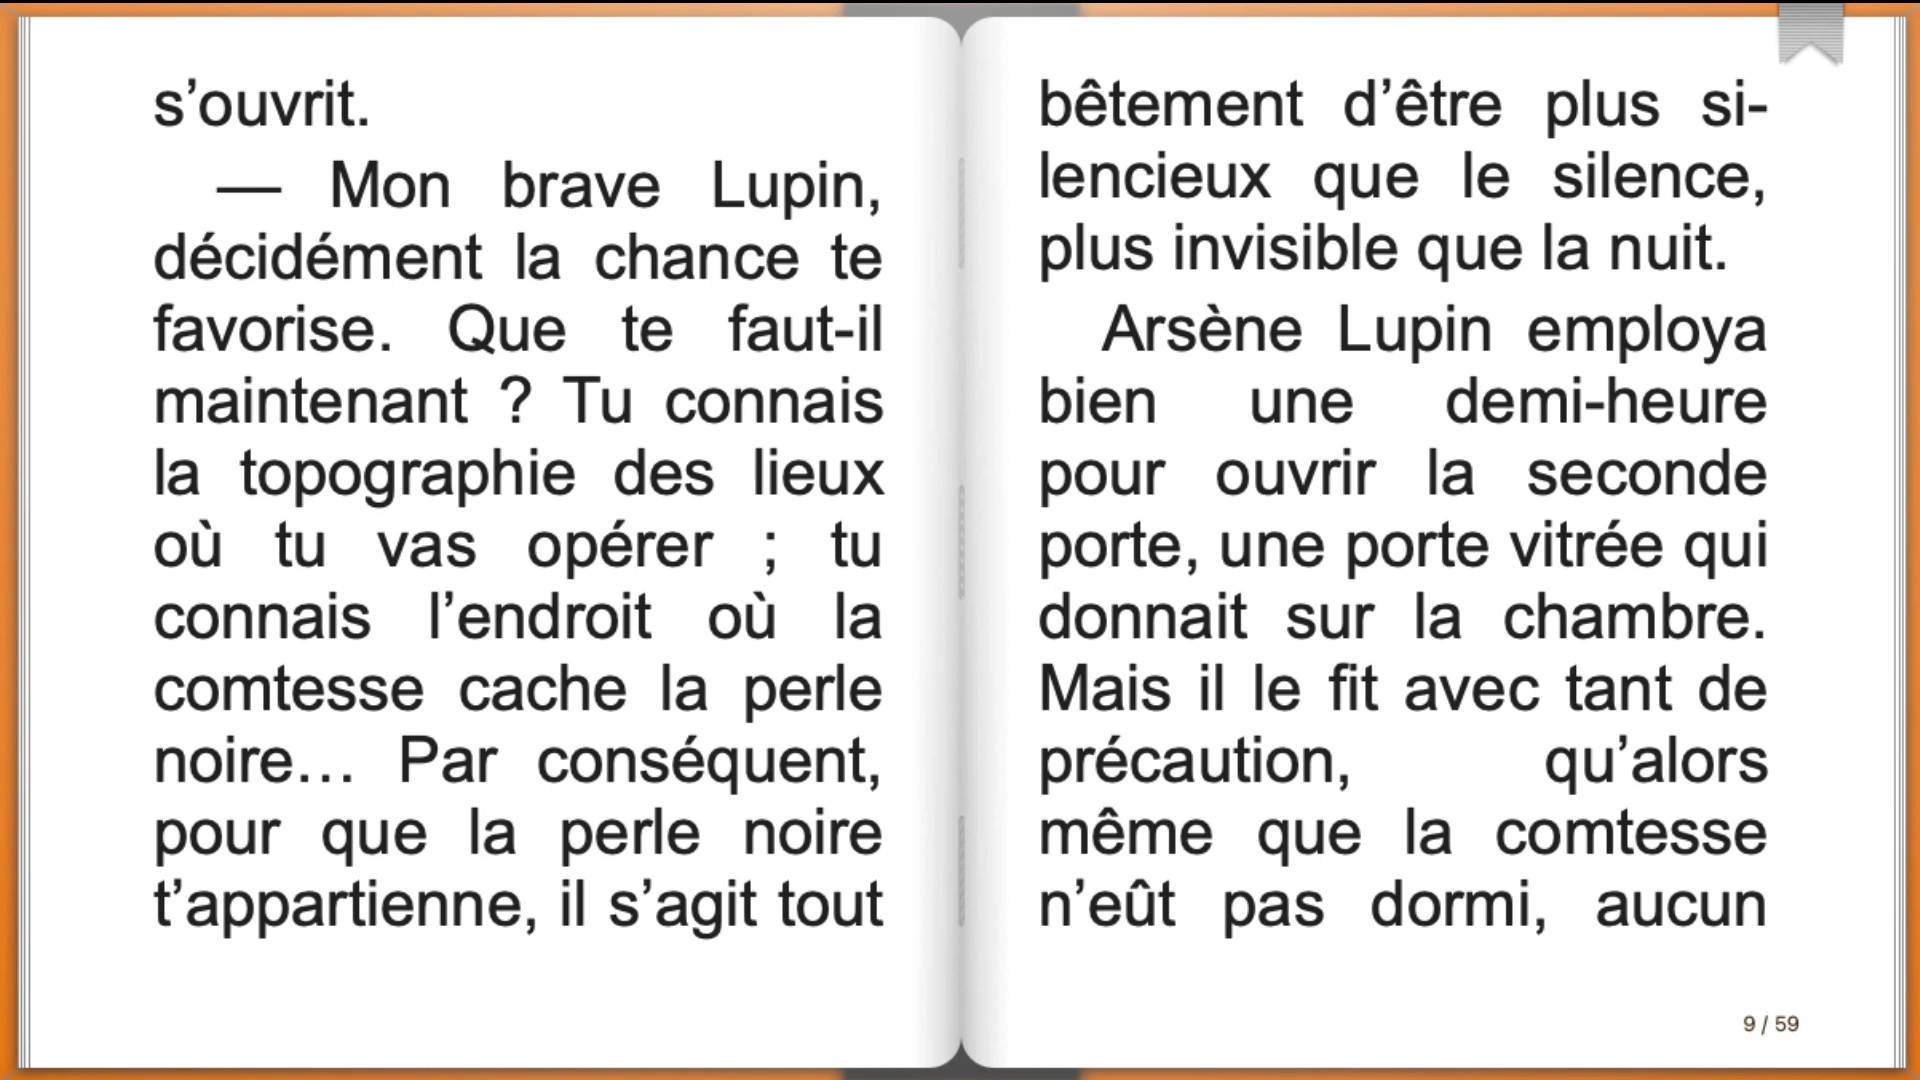 s’ouvrit.
— Mon brave Lupin,
décidément la chance te
favorise. Que te faut-il
maintenant ? Tu connais
la topographie des lieux
où tu vas opérer ; tu
connais l’endroit où la
comtesse cache la perle
noire… Par conséquent,
pour que la perle noire
t’appartienne, il s’agit tout
bêtement d’être plus si-
lencieux que le silence,
plus invisible que la nuit.
Arsène Lupin employa
bien une demi-heure
pour ouvrir la seconde
porte, une porte vitrée qui
donnait sur la chambre.
Mais il le fit avec tant de
précaution, qu’alors
même que la comtesse
n’eût pas dormi, aucun
9 / 59